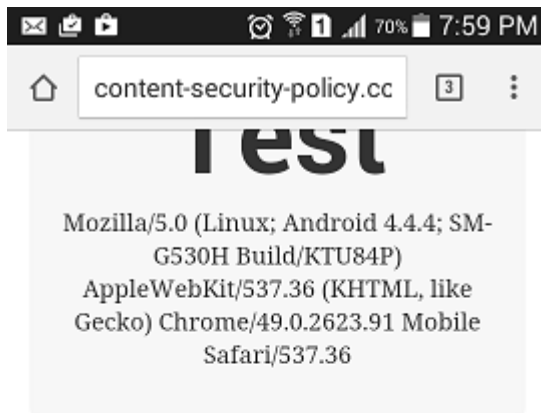 1 70% 7:59 PM
content-security-policy.cc 3
Test
Mozilla/5.0 (Linux; Android 4.4.4; SM-
G530H Build/KTU84P)
AppleWebKit/537.36 (KHTML, like
Gecko) Chrome/49.0.2623.91 Mobile
Safari/537.36